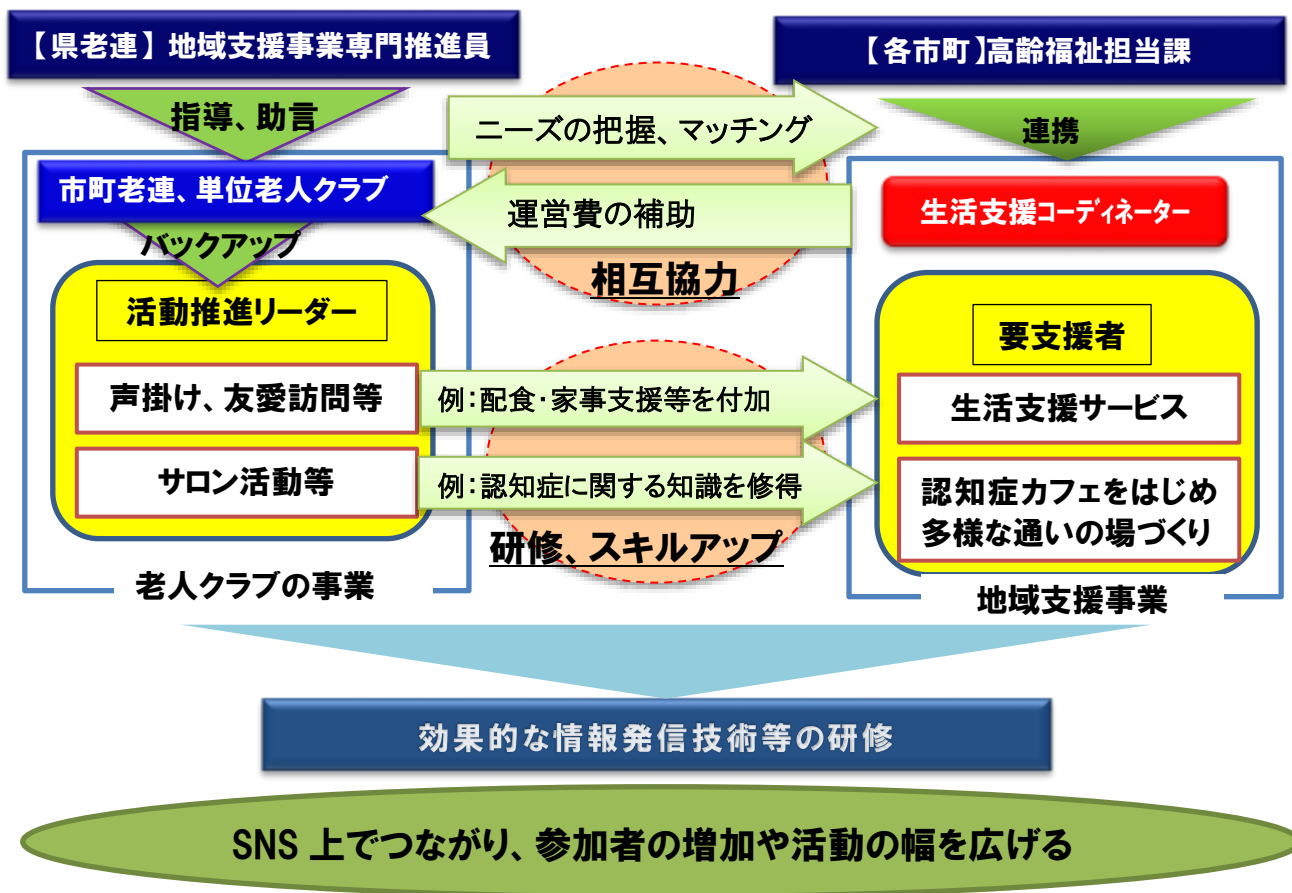 【県老連】地域支援事業専門推進員
【各市町】高齢福祉担当課
指導、助言
ニーズの把握、マッチング
連携
市町老連、単位老人クラブ
運営費の補助
生活支援コーディネーター
バックアップ
相互協力
活動推進リーダー
要支援者
声掛け、友愛訪問等
例：配食・家事支援等を付加
生活支援サービス
サロン活動等
例：認知症に関する知識を修得
認知症カフェをはじめ
多様な通いの場づくり
研修、スキルアップ
老人クラブの事業
地域支援事業
効果的な情報発信技術等の研修
SNS 上でつながり、参加者の増加や活動の幅を広げる